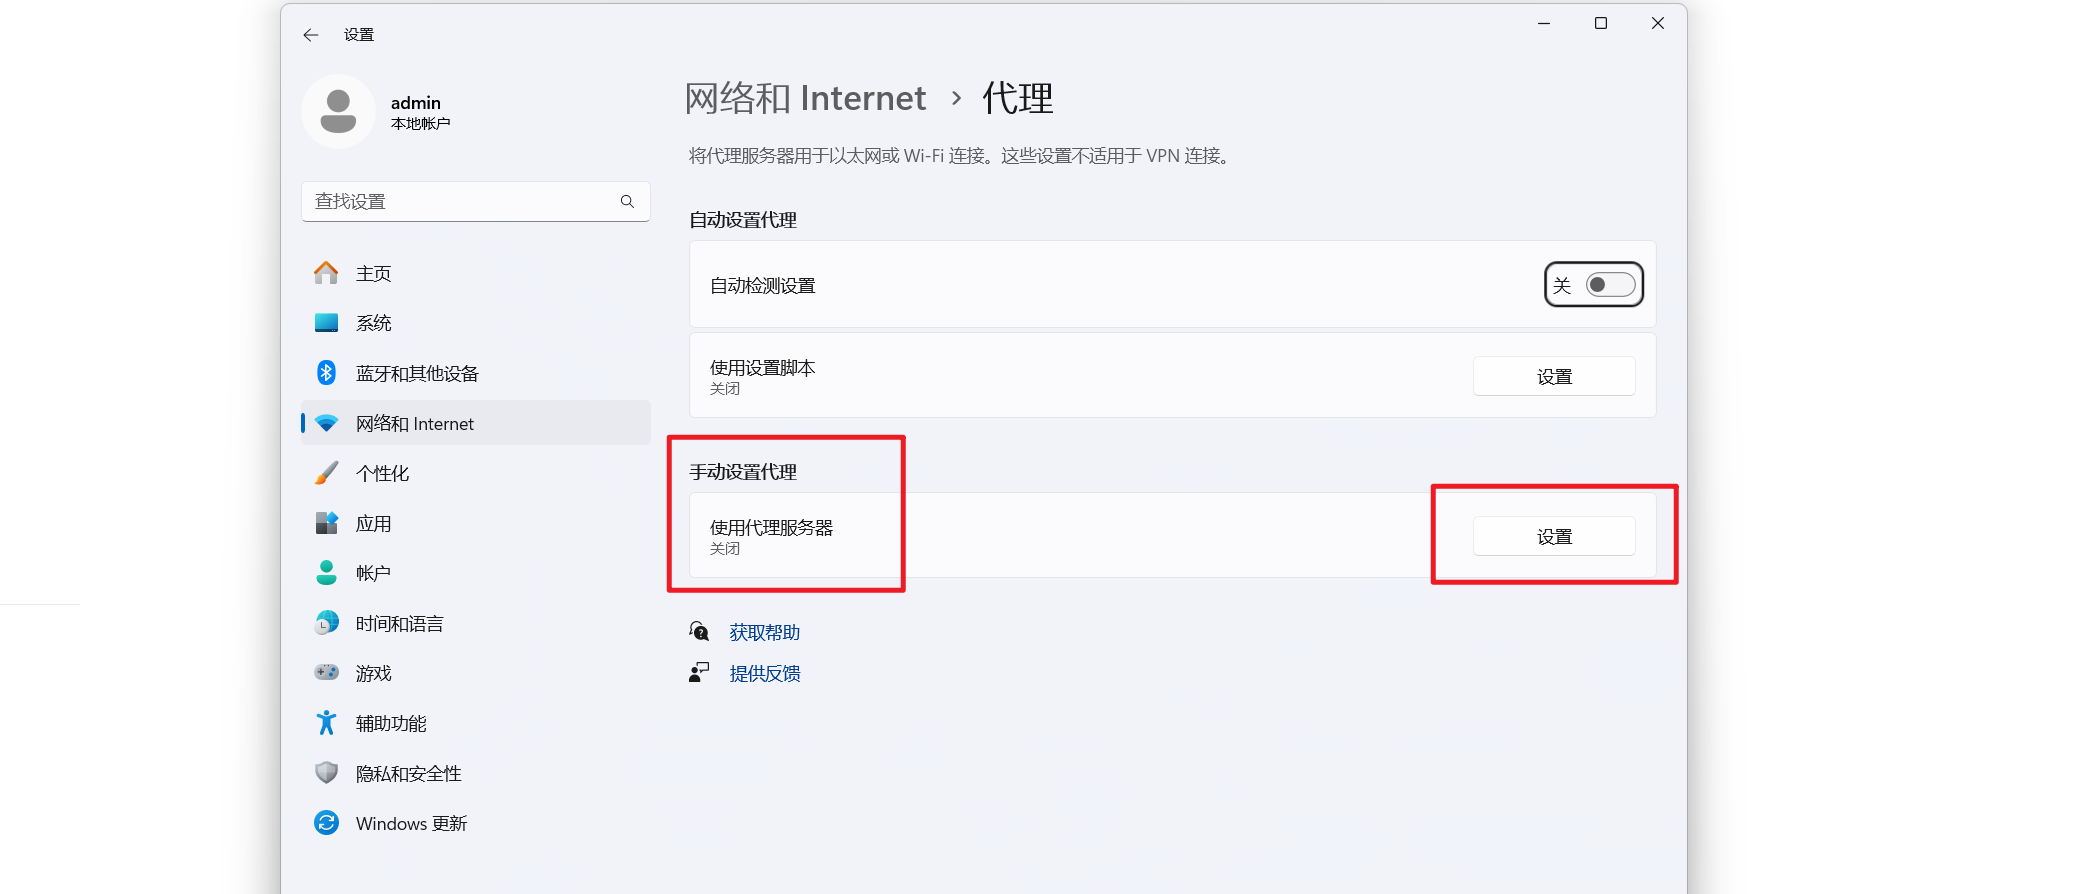 设置
admin
本地帐户
查找设置
主页
系统
蓝牙和其他设备
网络和 Internet
个性化
应用
帐户
时间和语言
游戏
辅助功能
隐私和安全性
Windows 更新
网络和 Internet › 代理
将代理服务器用于以太网或 Wi-Fi 连接。这些设置不适用于 VPN 连接。
自动设置代理
自动检测设置
关
使用设置脚本
关闭
设置
手动设置代理
使用代理服务器
关闭
设置
获取帮助
提供反馈